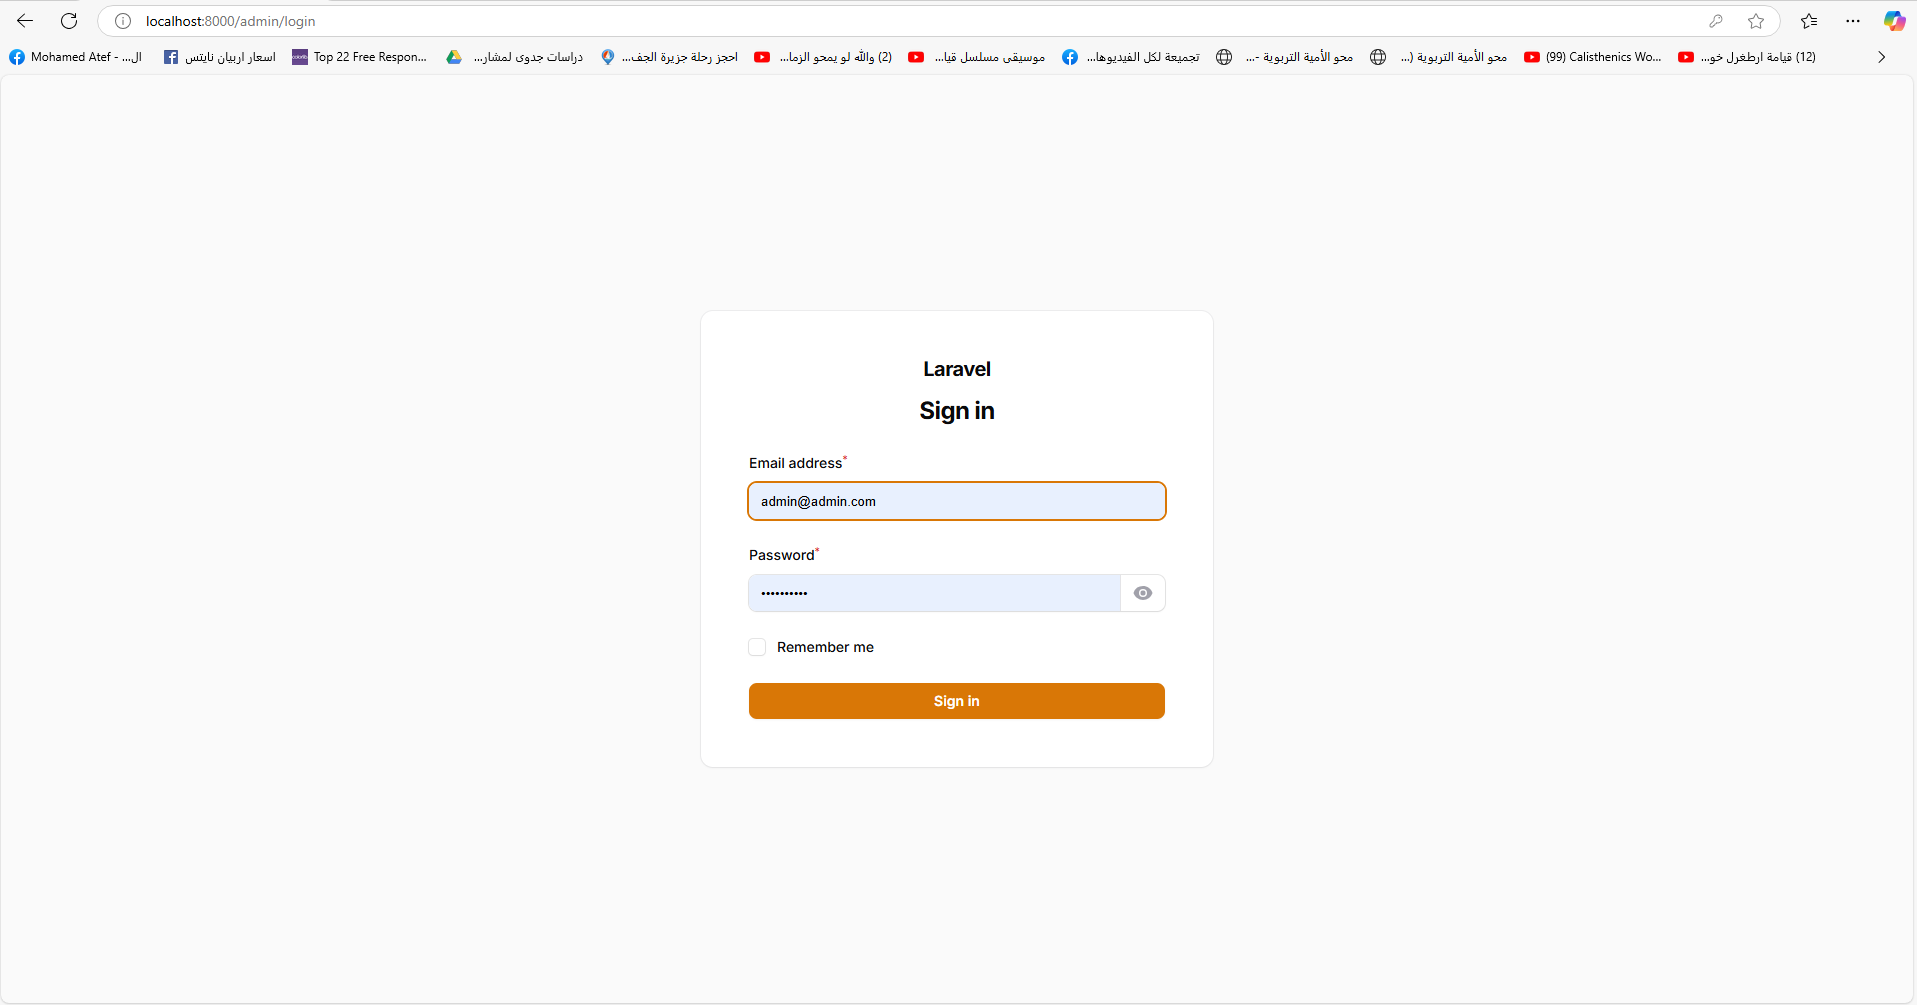 localhost:8000/admin/login
Mohamed Atef - ...ال
اسعار اربيان نايتس
Top 22 Free Respon...
دراسات جدوى لمشار...
احجز رحلة جزيرة الجف...
(2) والله لو يمحو الزما...
موسيقى مسلسل قيا...
تجميعة لكل الفيديوها...
محو الأمية التربوية -...
محو الأمية التربوية (...
(99) Calisthenics Wo...
(12) قيامة ارطغرل خو...
Laravel
Sign in
Email address*
admin@admin.com
Password*
••••••••••
Remember me
Sign in